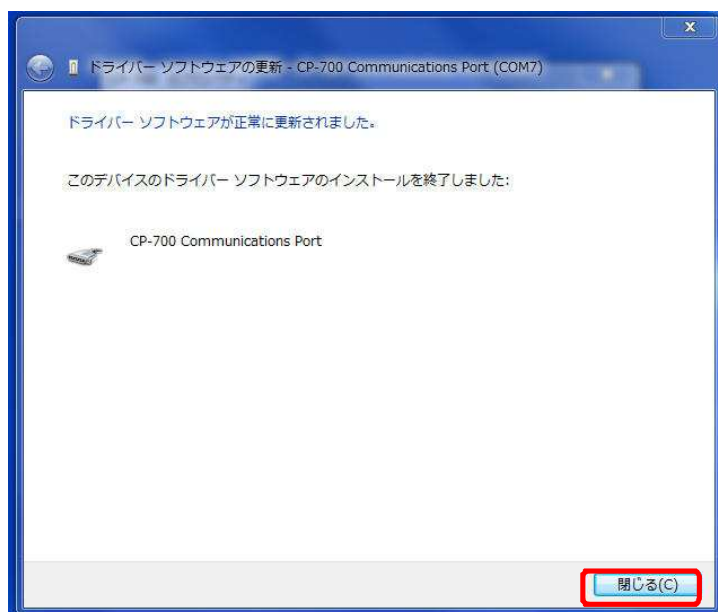 ドライバー ソフトウェアの更新 - CP-700 Communications Port (COM7)
ドライバー ソフトウェアが正常に更新されました。
このデバイスのドライバー ソフトウェアのインストールを終了しました:
CP-700 Communications Port
閉じる(C)